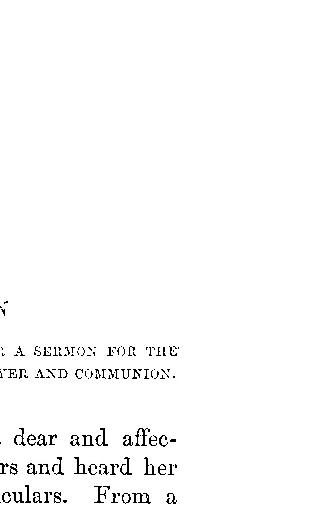 N
R A SERMON FOR THE
YER AND COMMUNION.
dear and affec-
rs and heard her
culars. From a